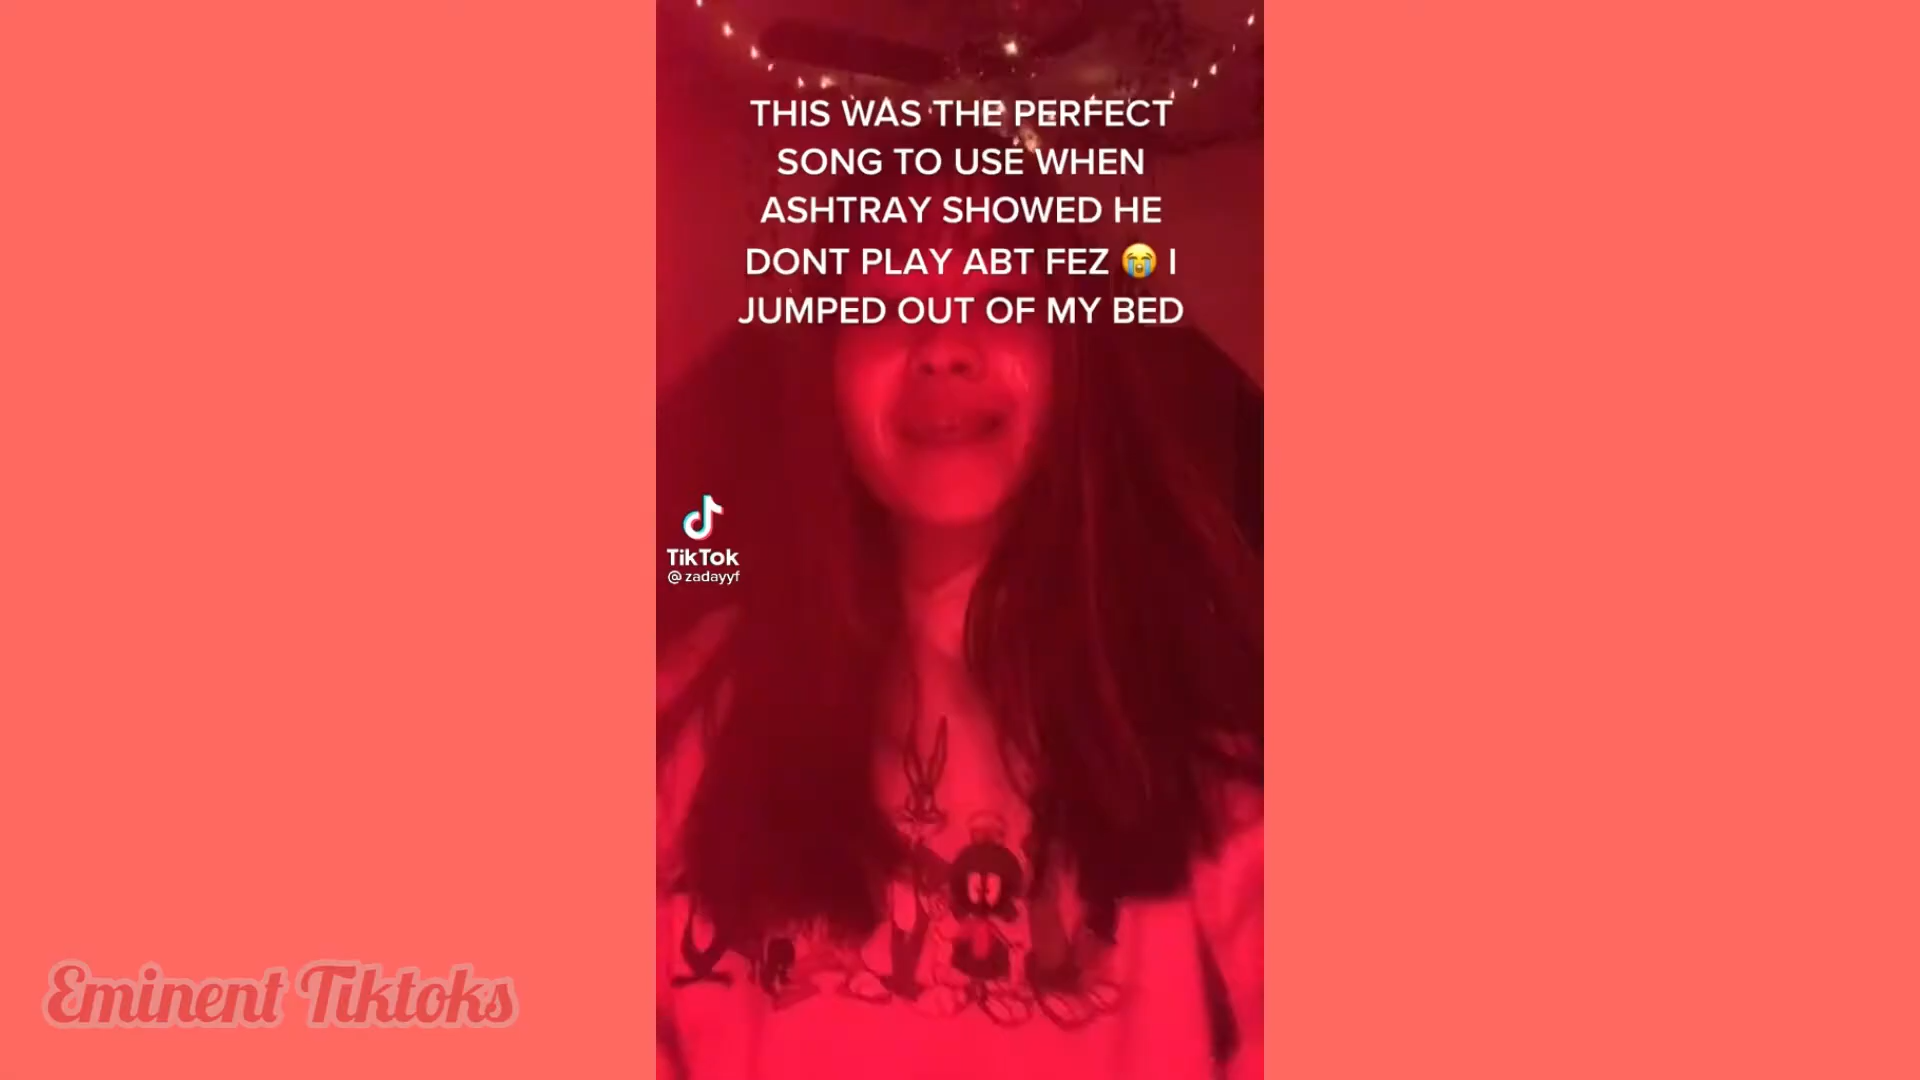 THIS WAS THE PERFECT
SONG TO USE WHEN
ASHTRAY SHOWED HE
DONT PLAY ABT FEZ 😭 I
JUMPED OUT OF MY BED
TikTok
@zadayyf
Eminent Tiktoks